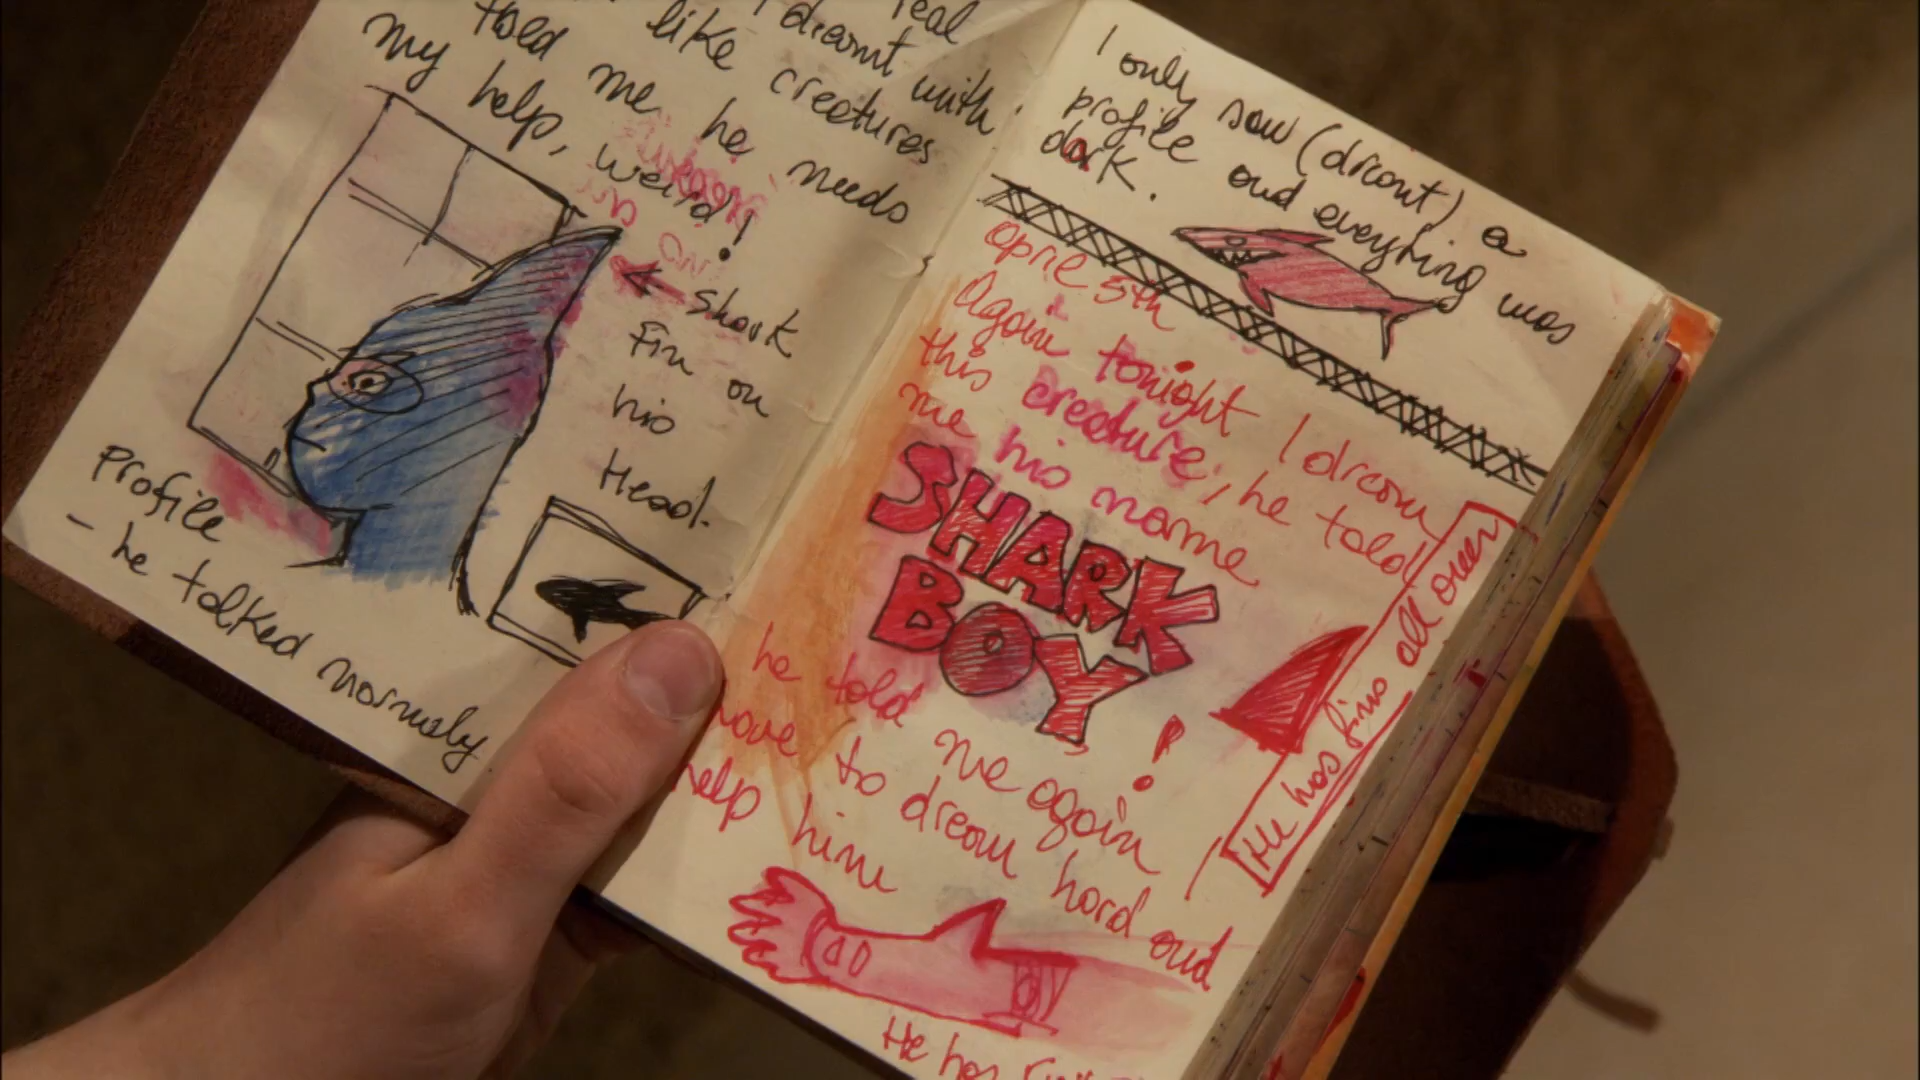 real
I dreamt with
like creatures
told me he needs
my help, weird!
shark
Fin on
his
Head.
profile
- he talked normaly
I only saw (dreamt) a
profile and everything was
dark.
april 5th
Again tonight I dream
this creature, he told
me his name
SHARK
BOY!
he told me again
have to dream hard and
help him
He has fins all over
He has